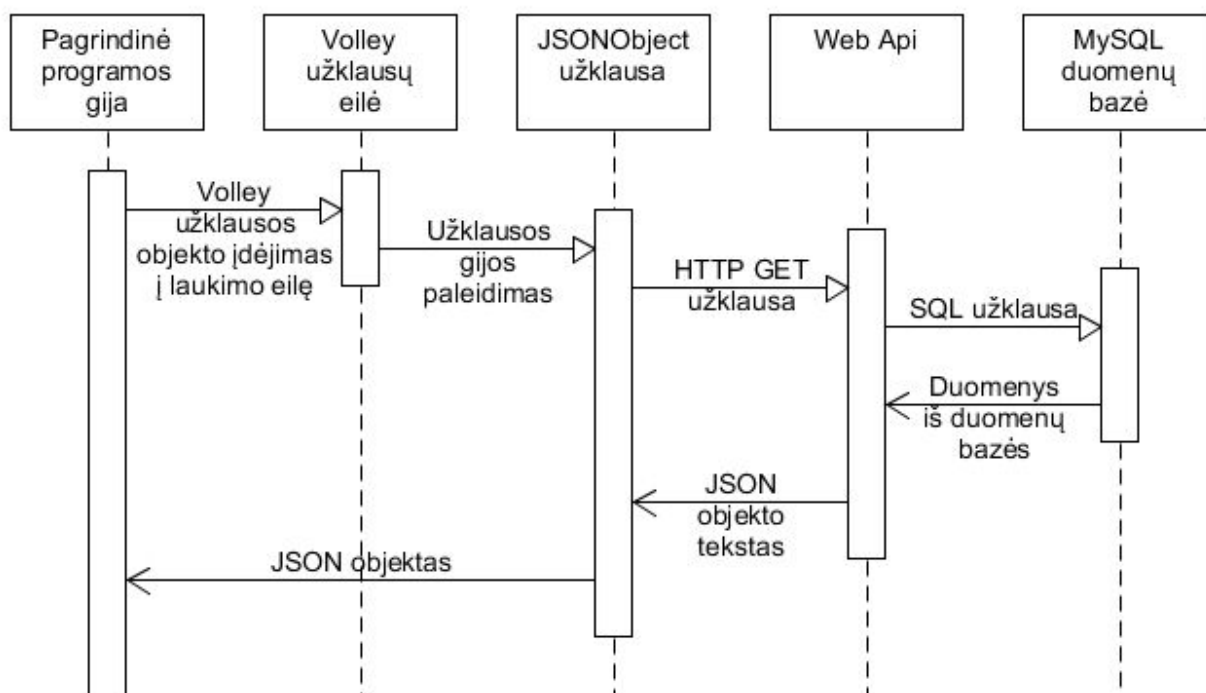 Pagrindinė
programos
gija
Volley
užklausų
eilė
JSONObject
užklausa
Web Api
MySQL
duomenų
bazė
Volley
užklausos
objekto įdėjimas
į laukimo eilę
Užklausos
gijos
paleidimas
HTTP GET
užklausa
SQL užklausa
Duomenys
iš duomenų
bazės
JSON
objekto
tekstas
JSON objektas